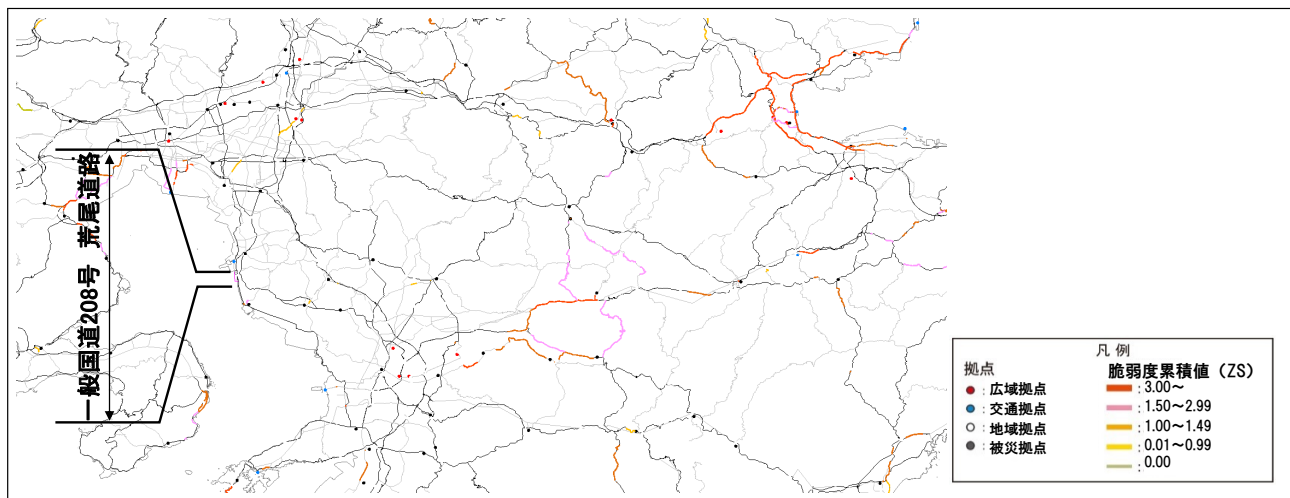 一般国道208号 荒尾道路
凡 例
拠点
脆弱度累積値（ZS）
：広域拠点
：3.00～
：交通拠点
：1.50～2.99
：地域拠点
：1.00～1.49
：被災拠点
：0.01～0.99
：0.00